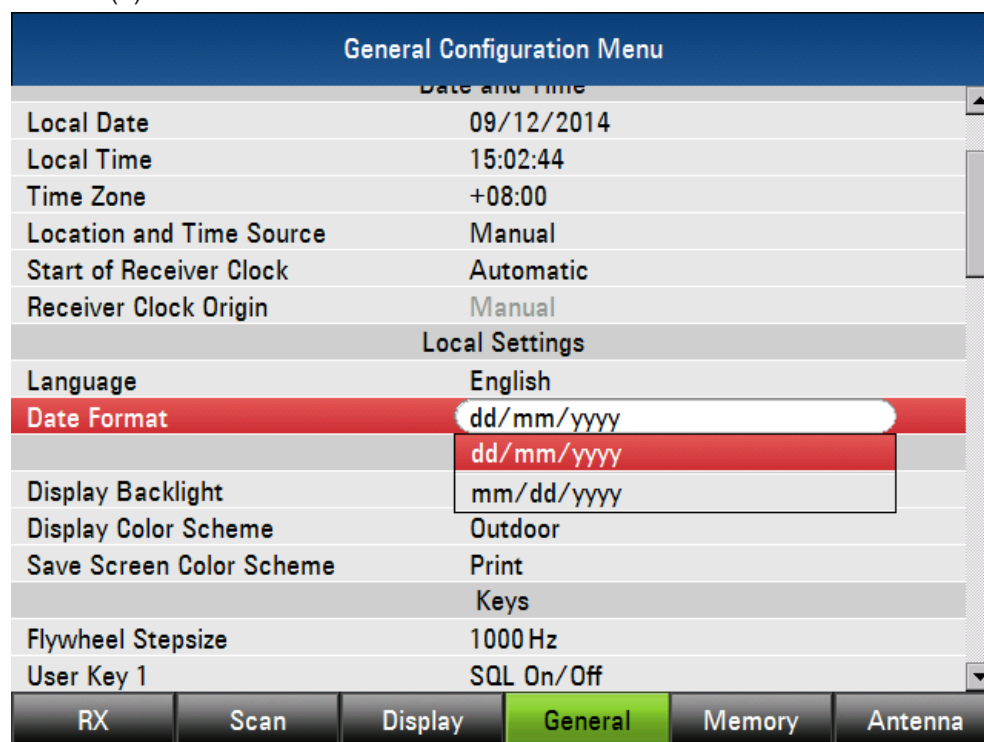 General Configuration Menu
Date and Time
Local Date 09/12/2014
Local Time 15:02:44
Time Zone +08:00
Location and Time Source Manual
Start of Receiver Clock Automatic
Receiver Clock Origin Manual
Local Settings
Language English
Date Format dd/mm/yyyy
dd/mm/yyyy
mm/dd/yyyy
Display Backlight
Display Color Scheme Outdoor
Save Screen Color Scheme Print
Keys
Flywheel Stepsize 1000 Hz
User Key 1 SQL On/Off
RX Scan Display General Memory Antenna